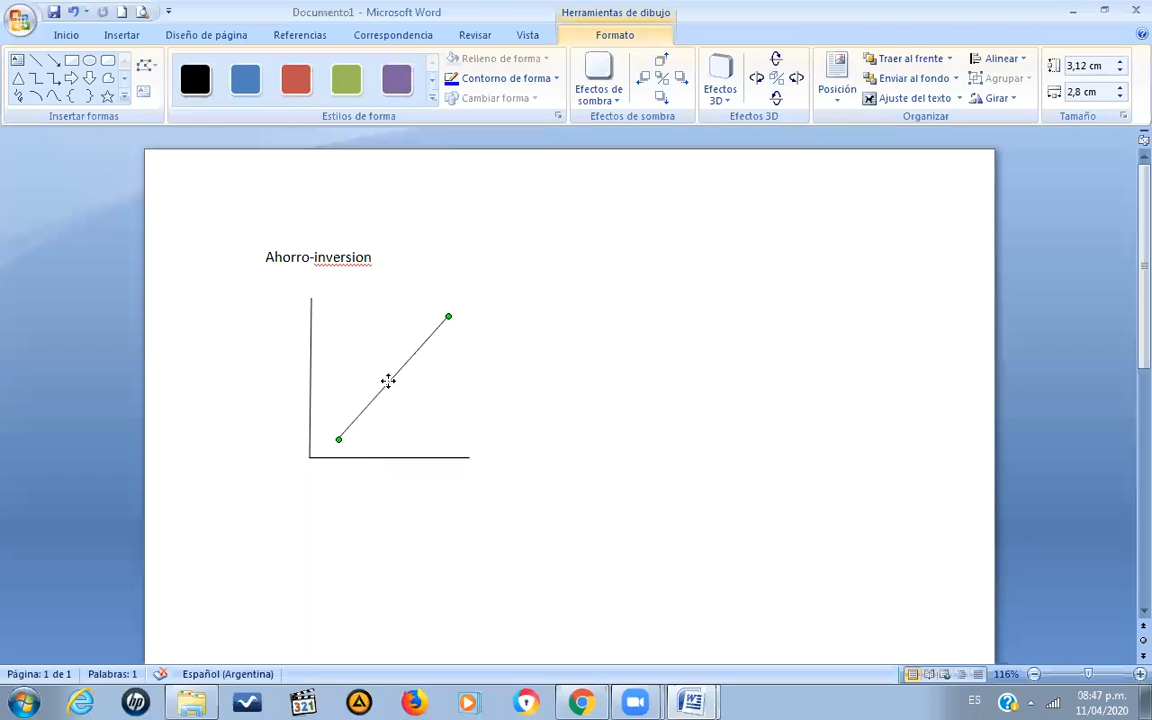 Documento1 - Microsoft Word
Herramientas de dibujo
Inicio
Insertar
Diseño de página
Referencias
Correspondencia
Revisar
Vista
Formato
Relleno de forma
Contorno de forma
Cambiar forma
Efectos de sombra
Efectos 3D
Posición
Traer al frente
Enviar al fondo
Ajuste del texto
Alinear
Agrupar
Girar
3,12 cm
2,8 cm
Insertar formas
Estilos de forma
Efectos de sombra
Efectos 3D
Organizar
Tamaño
Ahorro-inversion
Página: 1 de 1
Palabras: 1
Español (Argentina)
116%
hp
321
ES
08:47 p.m.
11/04/2020